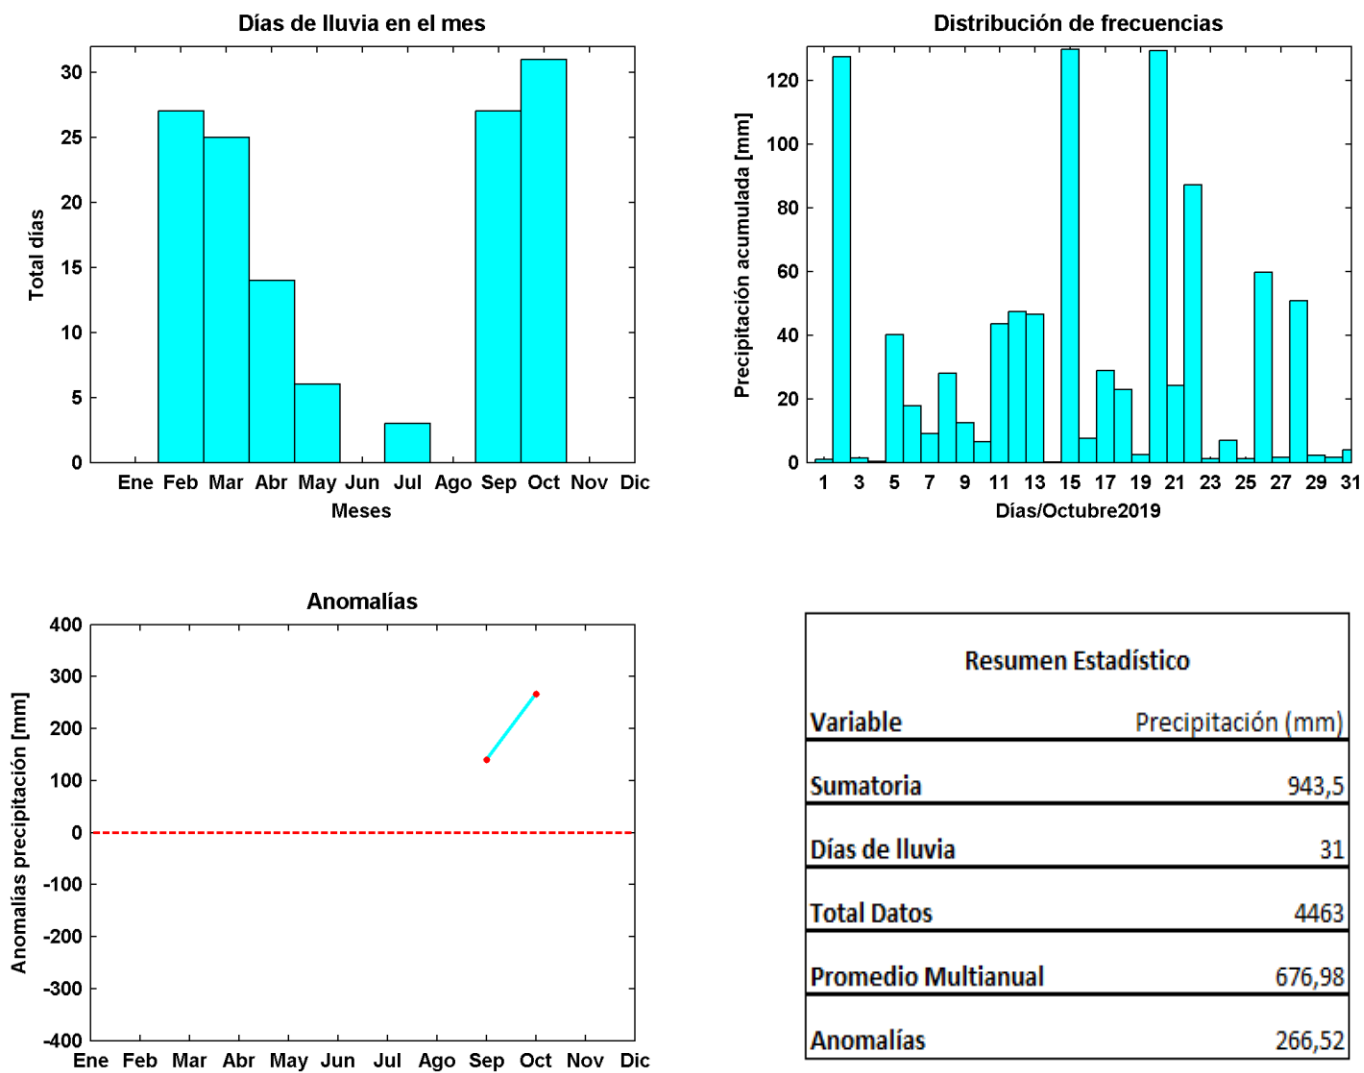 Días de lluvia en el mes
30
25
20
15
10
5
0
Total días
Ene Feb Mar Abr May Jun Jul Ago Sep Oct Nov Dic
Meses
Distribución de frecuencias
120
100
80
60
40
20
0
Precipitación acumulada [mm]
1 3 5 7 9 11 13 15 17 19 21 23 25 27 29 31
Días/Octubre2019
Anomalías
400
300
200
100
0
-100
-200
-300
-400
Anomalías precipitación [mm]
Ene Feb Mar Abr May Jun Jul Ago Sep Oct Nov Dic
Resumen Estadístico
Variable Precipitación (mm)
Sumatoria 943,5
Días de lluvia 31
Total Datos 4463
Promedio Multianual 676,98
Anomalías 266,52